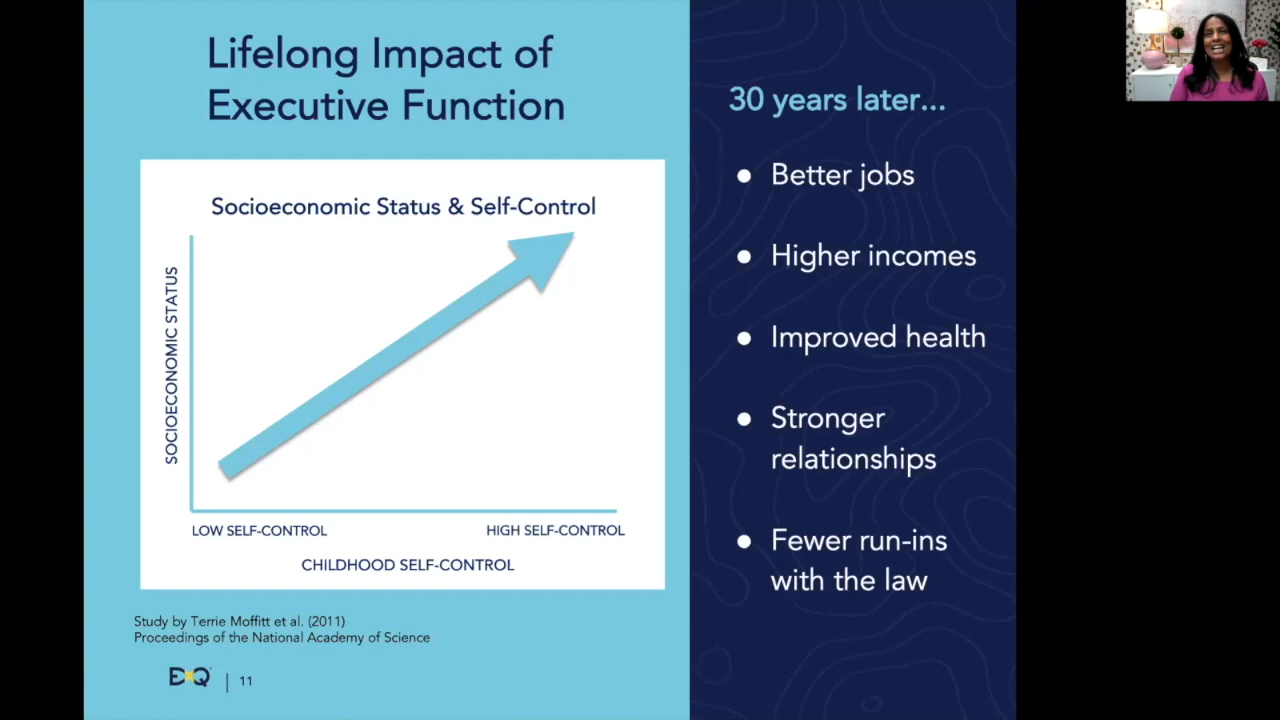 Lifelong Impact of
Executive Function
Socioeconomic Status & Self-Control
SOCIOECONOMIC STATUS
LOW SELF-CONTROL
HIGH SELF-CONTROL
CHILDHOOD SELF-CONTROL
Study by Terrie Moffitt et al. (2011)
Proceedings of the National Academy of Science
ExQ
| 11
30 years later...
● Better jobs
● Higher incomes
● Improved health
● Stronger
relationships
● Fewer run-ins
with the law